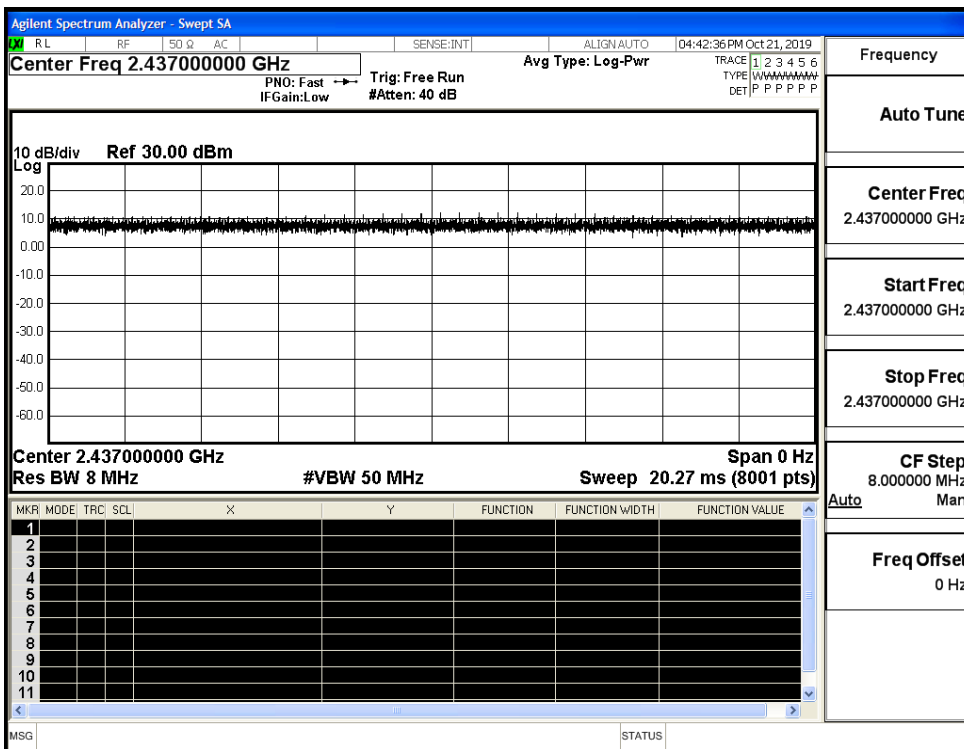 Agilent Spectrum Analyzer - Swept SA
LXI RL RF 50 Ω AC SENSE:INT ALIGN AUTO 04:42:36 PM Oct 21, 2019
Center Freq 2.437000000 GHz
PNO: Fast
IFGain:Low
Trig: Free Run
#Atten: 40 dB
Avg Type: Log-Pwr
TRACE 1 2 3 4 5 6
TYPE WWWWWW
DET P P P P P P
10 dB/div Ref 30.00 dBm
Log
20.0
10.0
0.00
-10.0
-20.0
-30.0
-40.0
-50.0
-60.0
Center 2.437000000 GHz Span 0 Hz
Res BW 8 MHz #VBW 50 MHz Sweep 20.27 ms (8001 pts)
MKR MODE TRC SCL X Y FUNCTION FUNCTION WIDTH FUNCTION VALUE
1
2
3
4
5
6
7
8
9
10
11
MSG STATUS
Frequency
Auto Tune
Center Freq
2.437000000 GHz
Start Freq
2.437000000 GHz
Stop Freq
2.437000000 GHz
CF Step
8.000000 MHz
Auto Man
Freq Offset
0 Hz